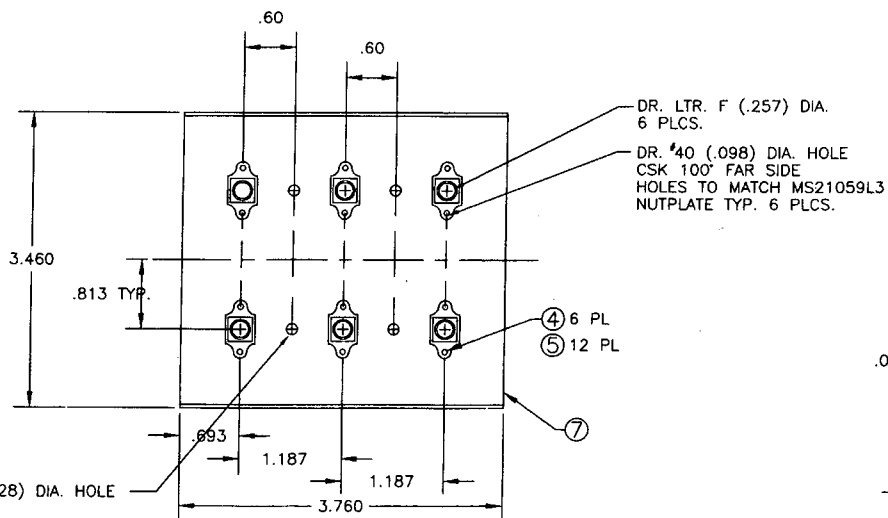 .60
.60
DR. LTR. F (.257) DIA.
6 PLCS.
DR. #40 (.098) DIA. HOLE
CSK 100° FAR SIDE
HOLES TO MATCH MS21059L3
NUTPLATE TYP. 6 PLCS.
3.460
.813 TYP.
4 6 PL
5 12 PL
.0
7
.693
1.187
1.187
28) DIA. HOLE
3.760